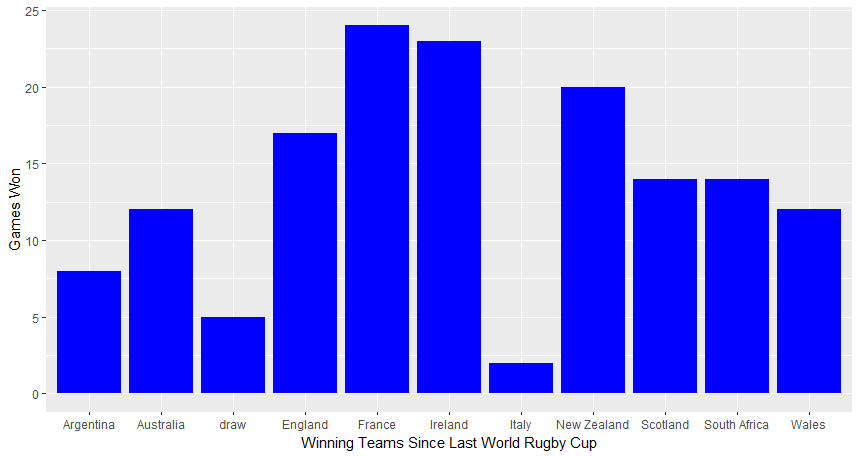 25
20
15
10
5
0
Games Won
Argentina Australia draw England France Ireland Italy New Zealand Scotland South Africa Wales
Winning Teams Since Last World Rugby Cup